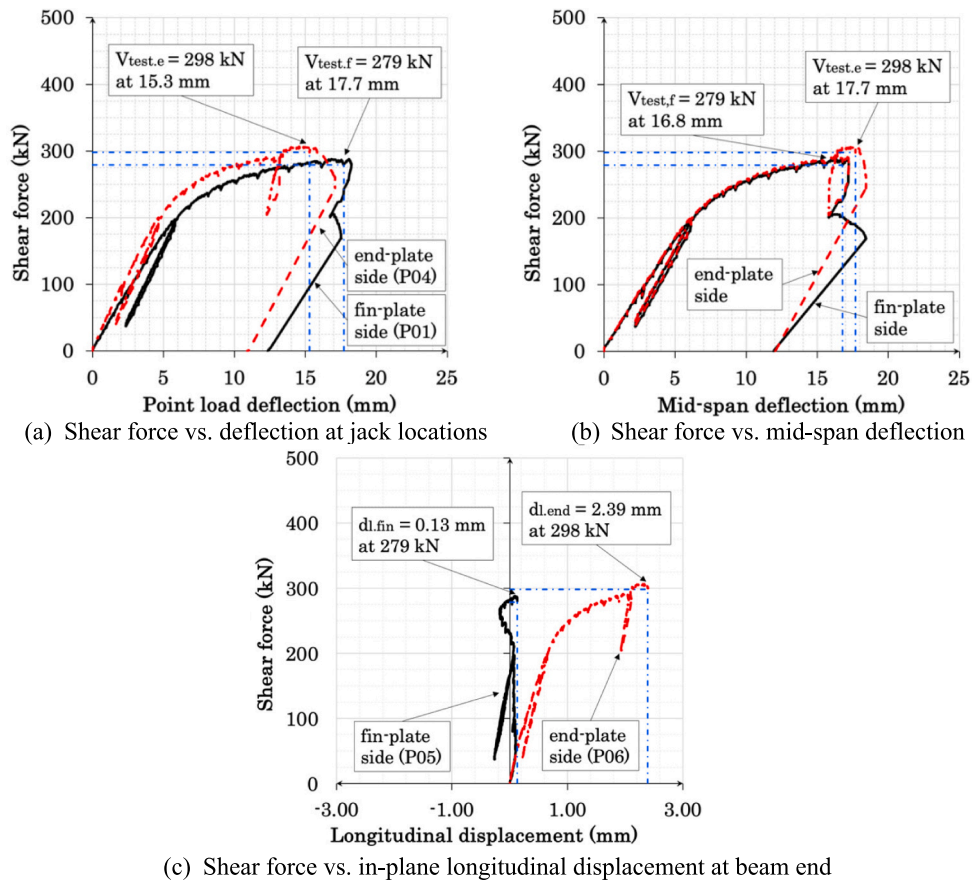 500
400
300
200
100
0
Shear force (kN)
Vtest.e = 298 kN
at 15.3 mm
Vtest.f = 279 kN
at 17.7 mm
end-plate
side (P04)
fin-plate
side (P01)
0 5 10 15 20 25
Point load deflection (mm)
(a) Shear force vs. deflection at jack locations
500
400
300
200
100
0
Shear force (kN)
Vtest,f = 279 kN
at 16.8 mm
Vtest.e = 298
at 17.7 mm
end-plate
side
fin-plate
side
0 5 10 15 20 25
Mid-span deflection (mm)
(b) Shear force vs. mid-span deflection
500
400
300
200
100
0
Shear force (kN)
dl.fin = 0.13 mm
at 279 kN
dl.end = 2.39 mm
at 298 kN
fin-plate
side (P05)
end-plate
side (P06)
-3.00 -1.00 1.00 3.00
Longitudinal displacement (mm)
(c) Shear force vs. in-plane longitudinal displacement at beam end